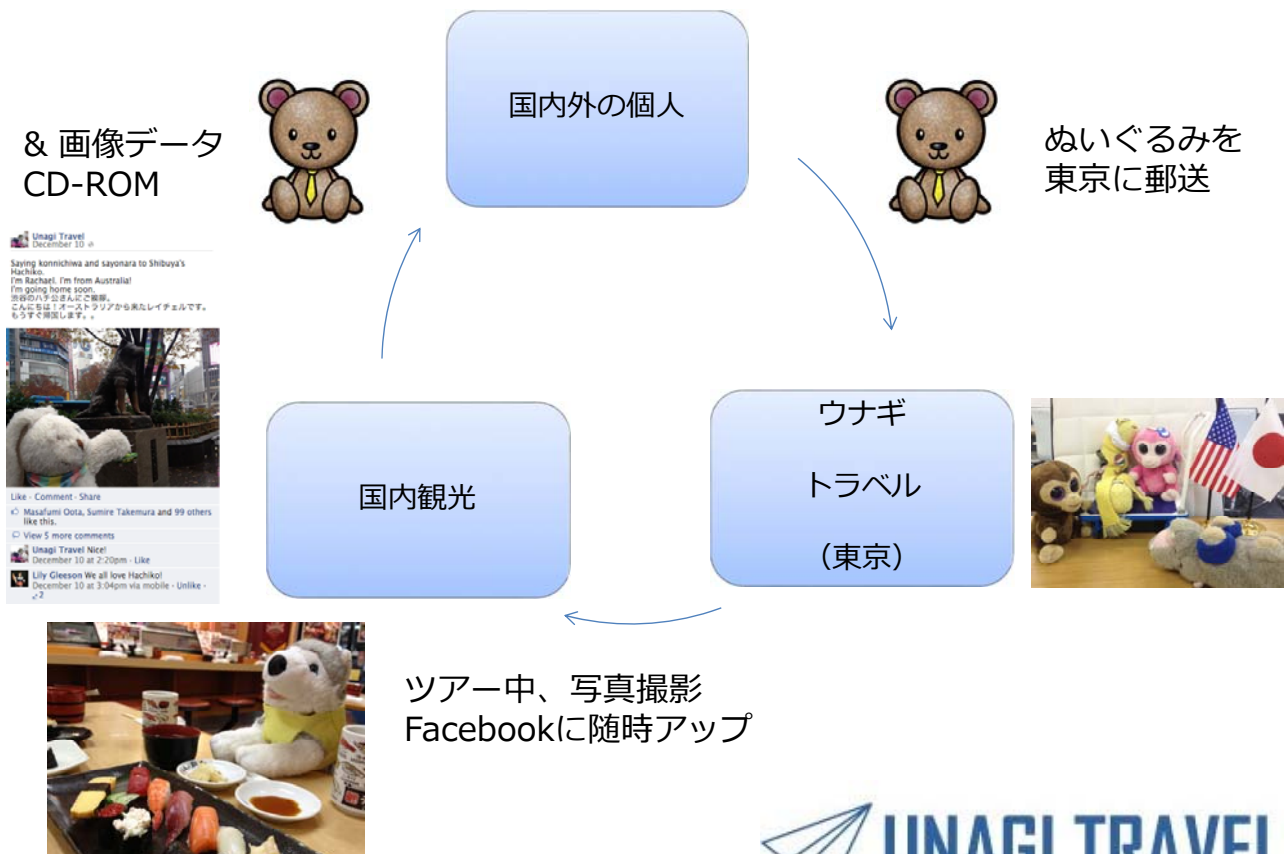 国内外の個人
& 画像データ
CD-ROM
ぬいぐるみを
東京に郵送
Unagi Travel
December 10
Saying konnichiwa and sayonara to Shibuya's
Hachiko.
I'm Rachael. I'm from Australia!
I'm going home soon.
渋谷のハチ公さんにご挨拶。
こんにちは！オーストラリアから来たレイチェルです。
もうすぐ帰国します。。
Like · Comment · Share
Masafumi Oota, Sumire Takemura and 99 others
like this.
View 5 more comments
Unagi Travel Nice!
December 10 at 2:20pm · Like
Lily Gleeson We all love Hachiko!
December 10 at 3:04pm via mobile · Unlike ·
2
国内観光
ウナギ
トラベル
（東京）
ツアー中、写真撮影
Facebookに随時アップ
UNAGI TRAVEL